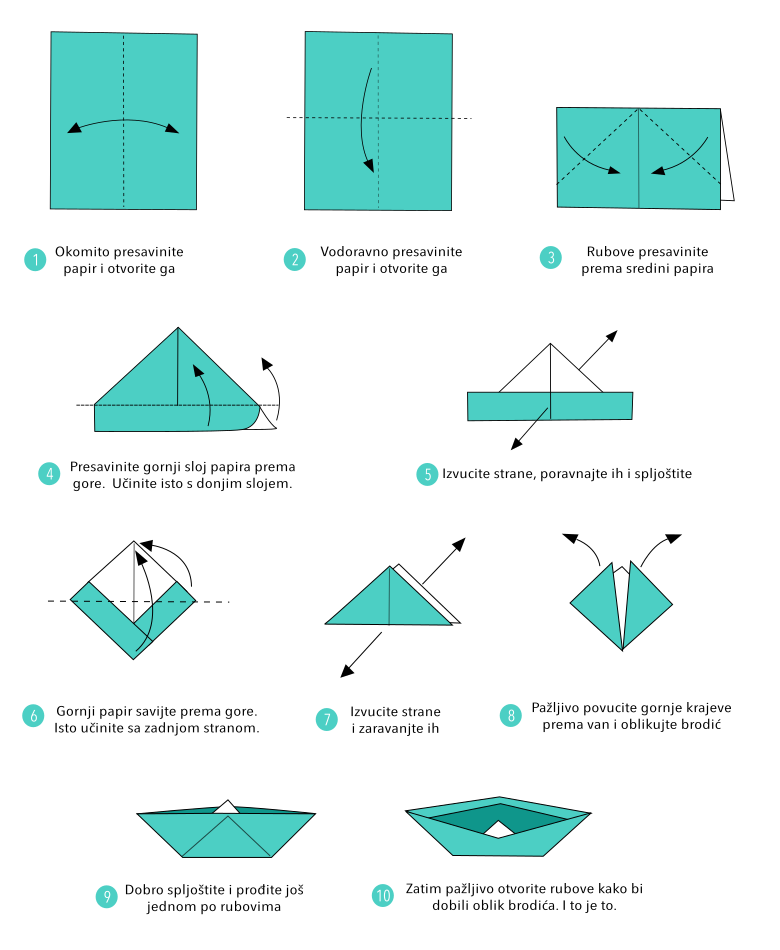 1
Okomito presavinite
papir i otvorite ga
2
Vodoravno presavinite
papir i otvorite ga
3
Rubove presavinite
prema sredini papira
4
Presavinite gornji sloj papira prema
gore. Učinite isto s donjim slojem.
5
Izvucite strane, poravnajte ih i spljoštite
6
Gornji papir savijte prema gore.
Isto učinite sa zadnjom stranom.
7
Izvucite strane
i zaravanjte ih
8
Pažljivo povucite gornje krajeve
prema van i oblikujte brodić
9
Dobro spljoštite i prođite još
jednom po rubovima
10
Zatim pažljivo otvorite rubove kako bi
dobili oblik brodića. I to je to.